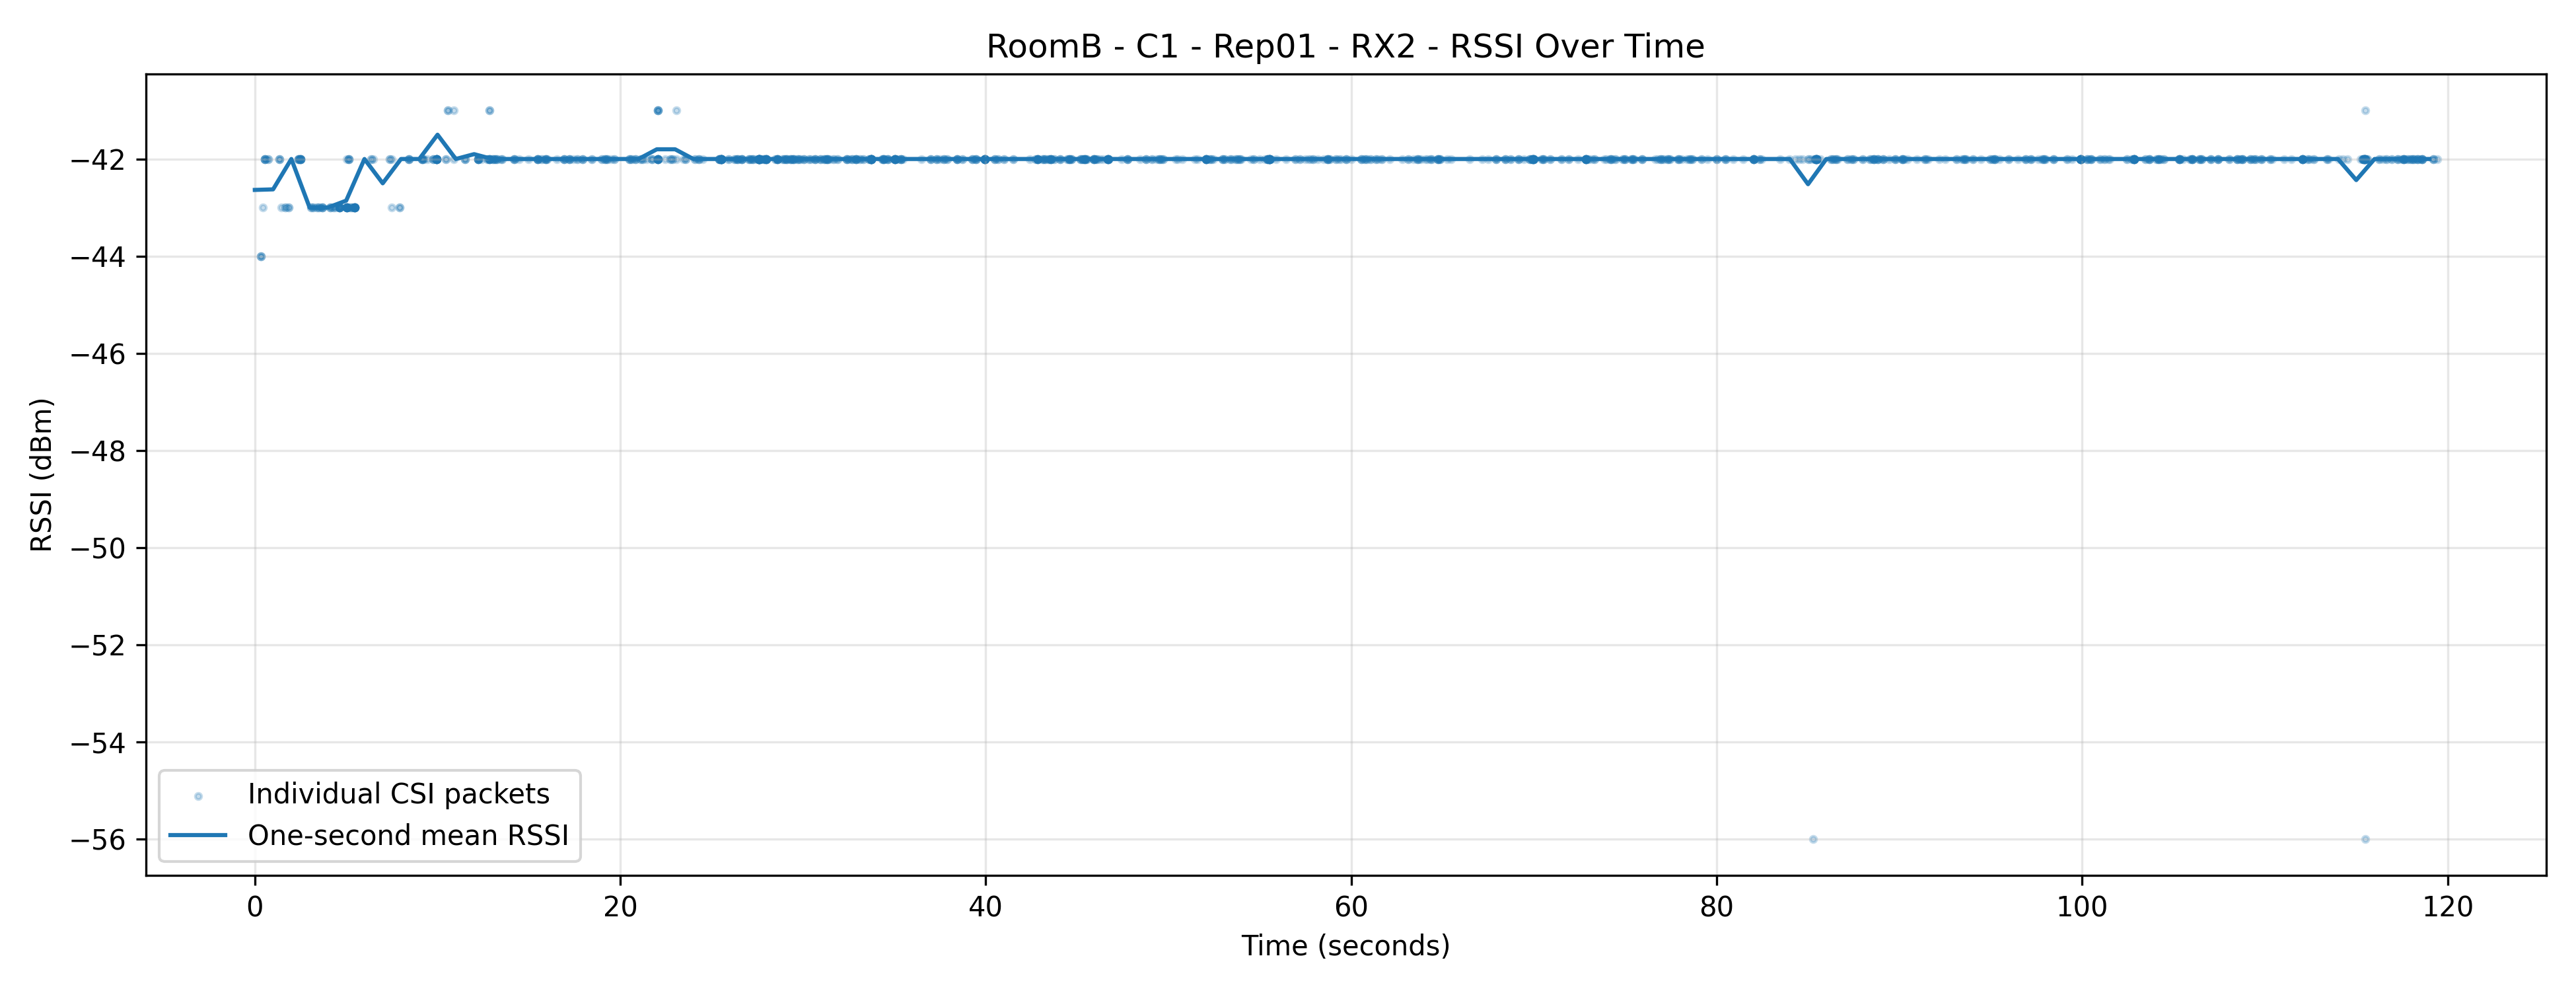 RoomB - C1 - Rep01 - RX2 - RSSI Over Time
RSSI (dBm)
−42
−44
−46
−48
−50
−52
−54
−56
Individual CSI packets
One-second mean RSSI
0 20 40 60 80 100 120
Time (seconds)